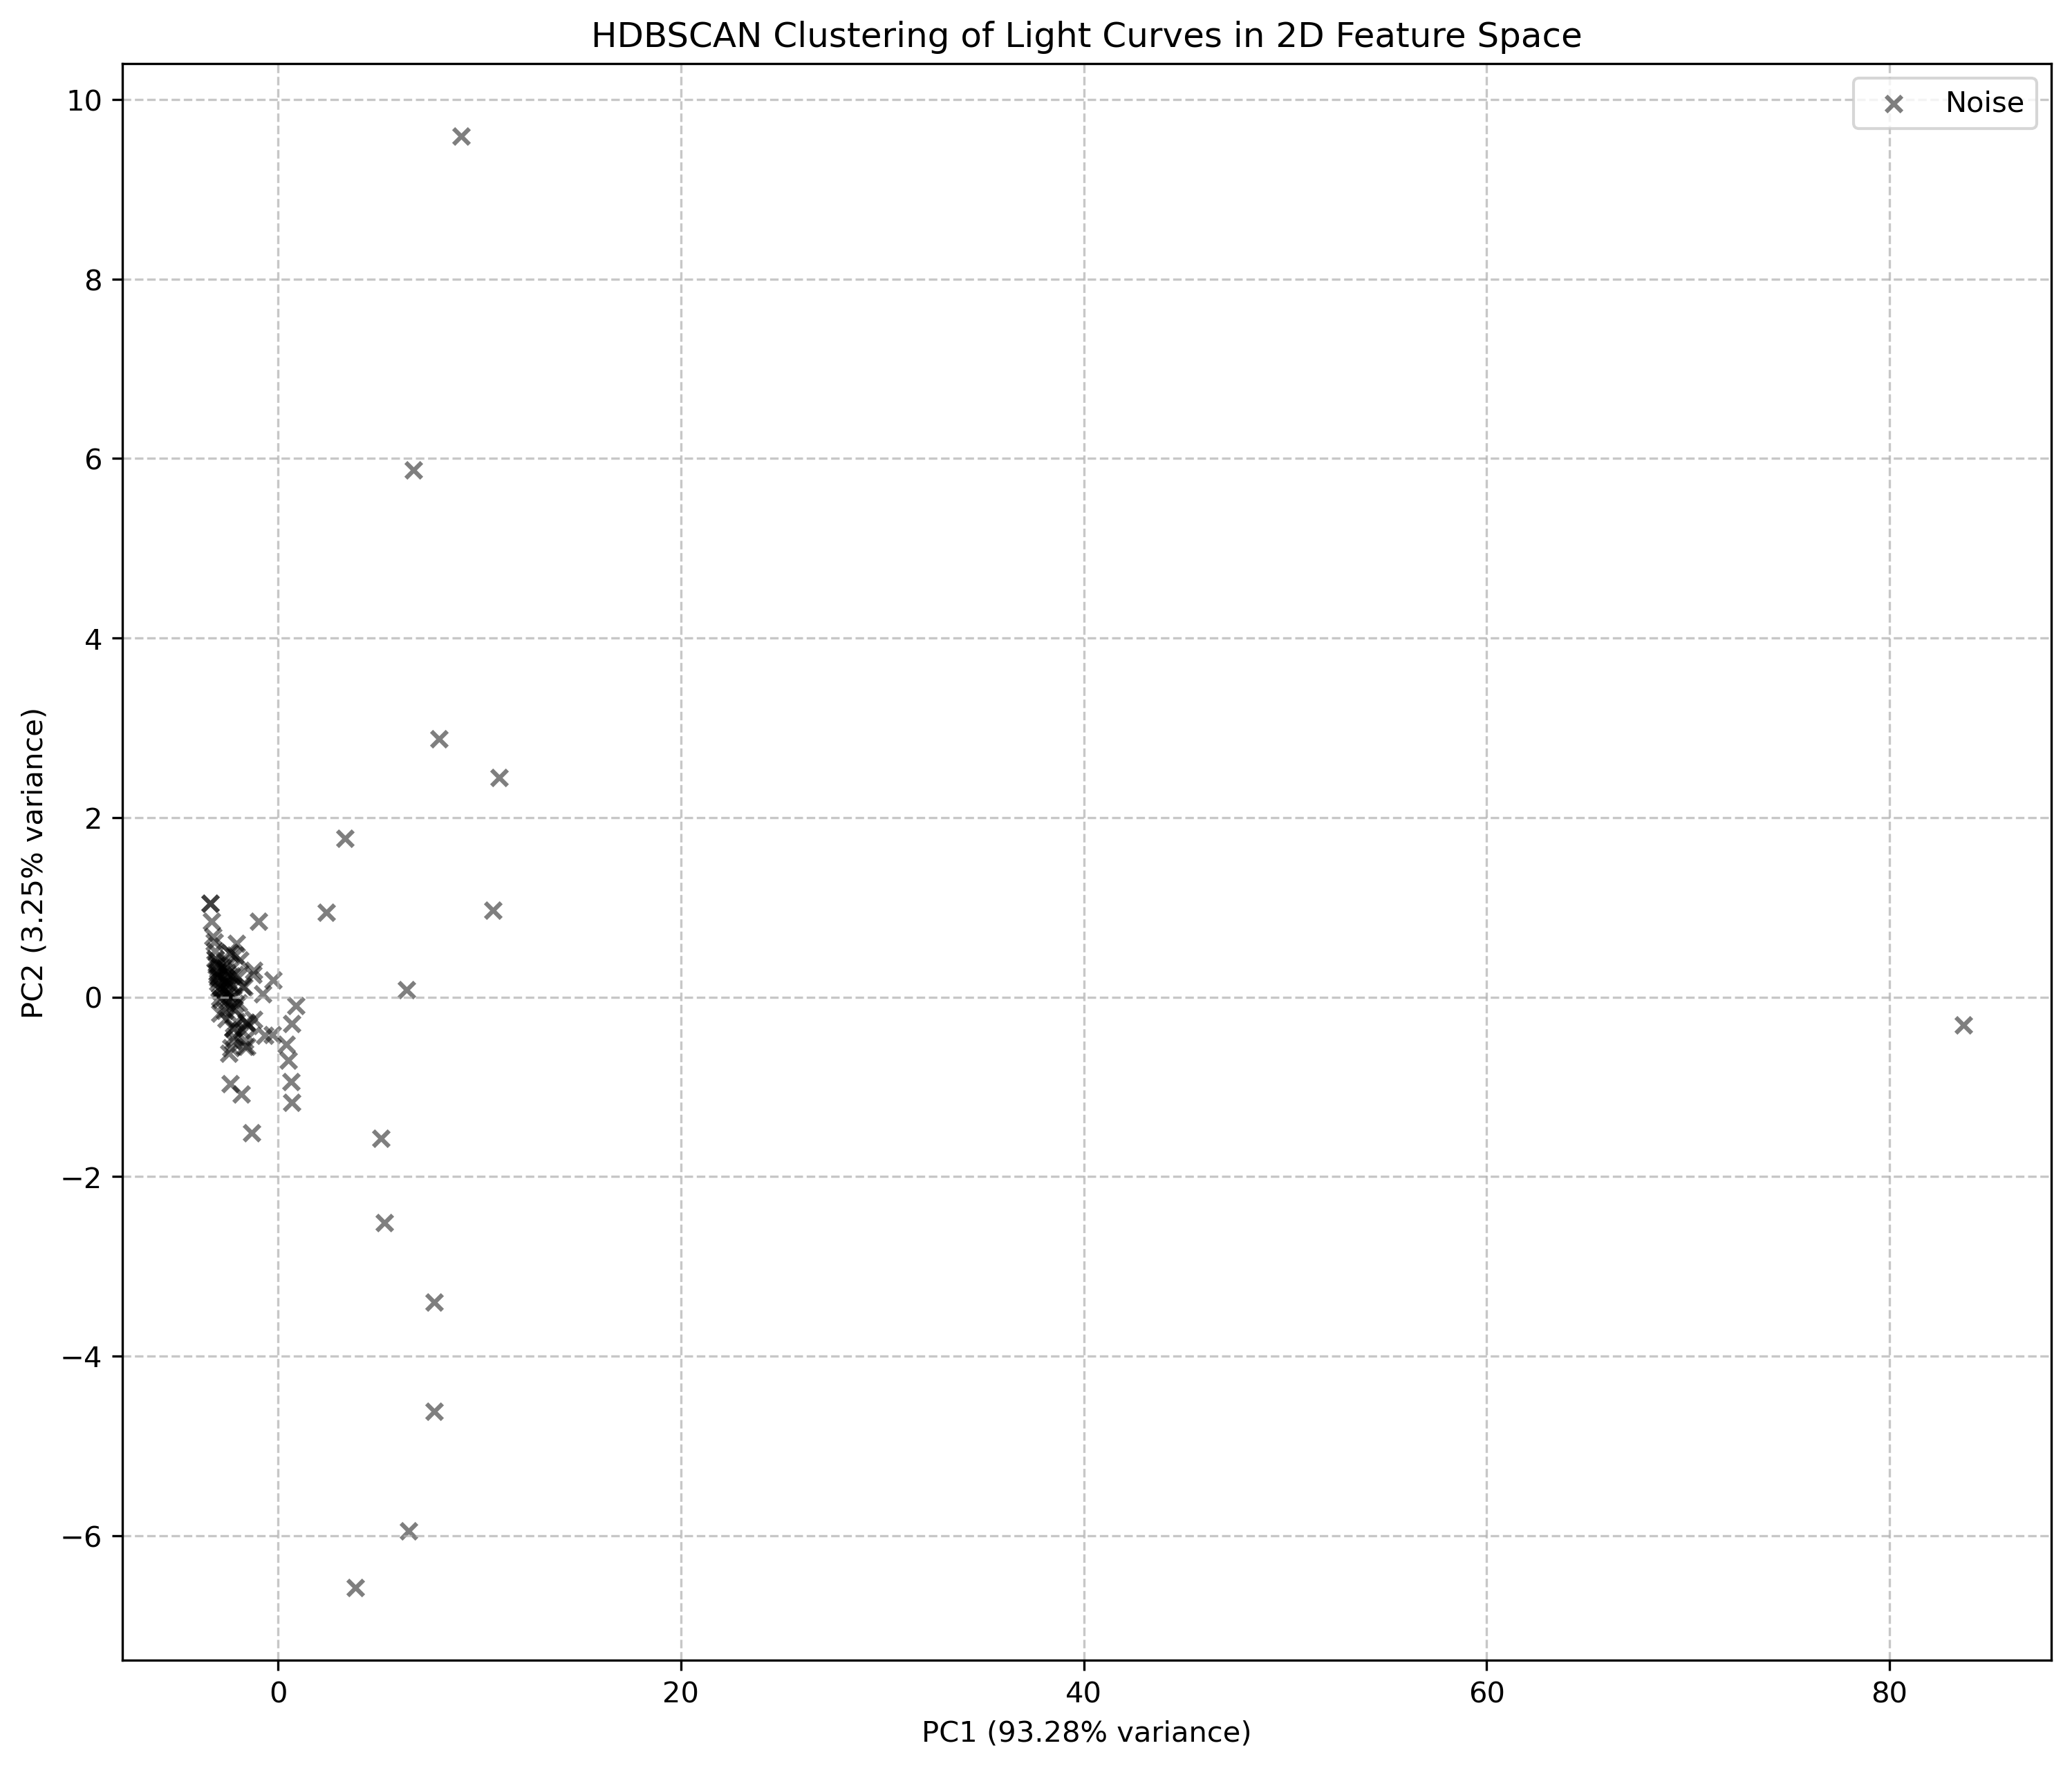 HDBSCAN Clustering of Light Curves in 2D Feature Space
Noise
PC2 (3.25% variance)
10
8
6
4
2
0
−2
−4
−6
0 20 40 60 80
PC1 (93.28% variance)